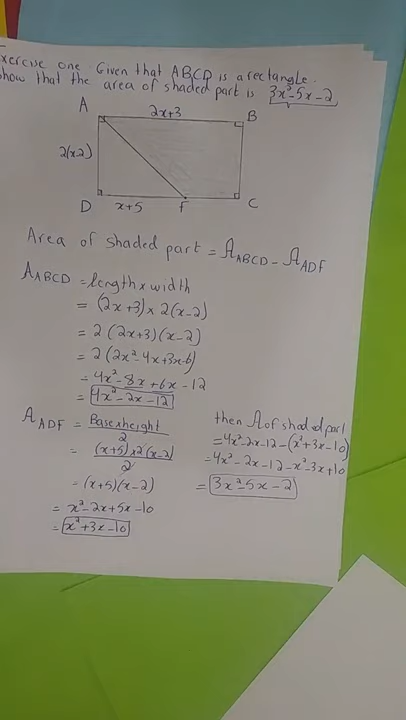 xercise one Given that ABCD is a rectangle.
how that the area of shaded part is 3x²-5x-2
A
2x+3
B
2(x-2)
D
x+5
F
C
Area of shaded part = A_ABCD - A_ADF
A_ABCD = length x width
= (2x+3) x 2(x-2)
= 2(2x+3)(x-2)
= 2(2x²-4x+3x-6)
= 4x²-8x+6x-12
= 4x²-2x-12
A_ADF = Base x height / 2
= (x+5)x2(x-2) / 2
= (x+5)(x-2)
= x²-2x+5x-10
= x²+3x-10
then A of shaded part
= 4x²-2x-12-(x²+3x-10)
= 4x²-2x-12-x²-3x+10
= 3x²-5x-2